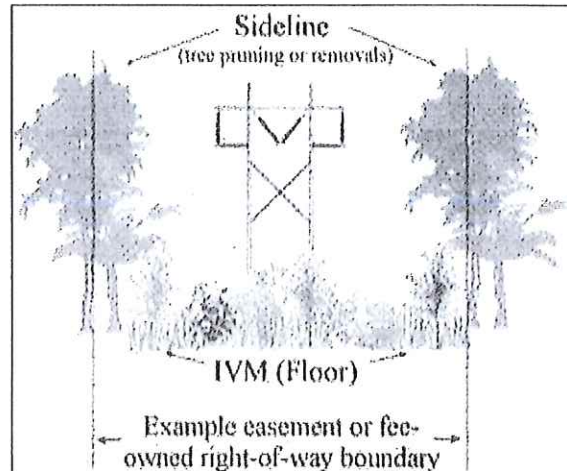 Sideline
(tree pruning or removals)
IVM (Floor)
Example easement or fee-
owned right-of-way boundary